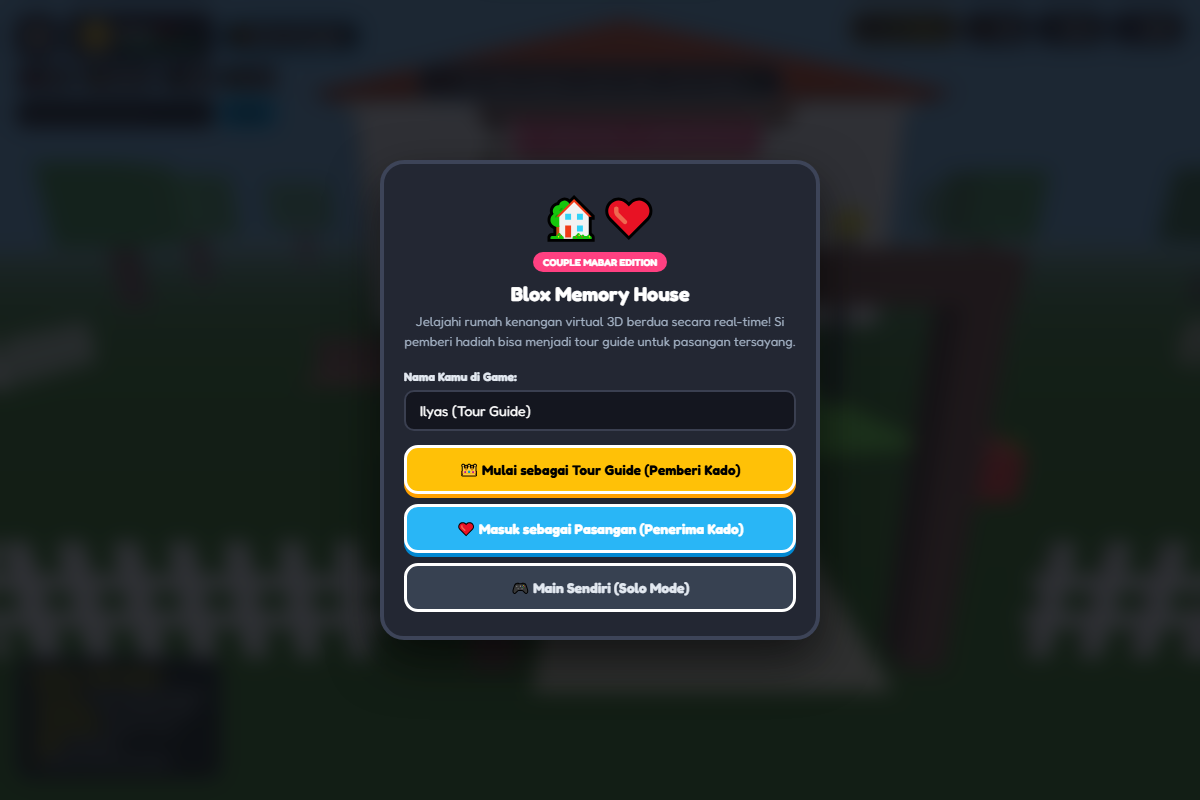 COUPLE MABAR EDITION
Blox Memory House
Jelajahi rumah kenangan virtual 3D berdua secara real-time! Si
pemberi hadiah bisa menjadi tour guide untuk pasangan tersayang.
Nama Kamu di Game:
Ilyas (Tour Guide)
Mulai sebagai Tour Guide (Pemberi Kado)
Masuk sebagai Pasangan (Penerima Kado)
Main Sendiri (Solo Mode)